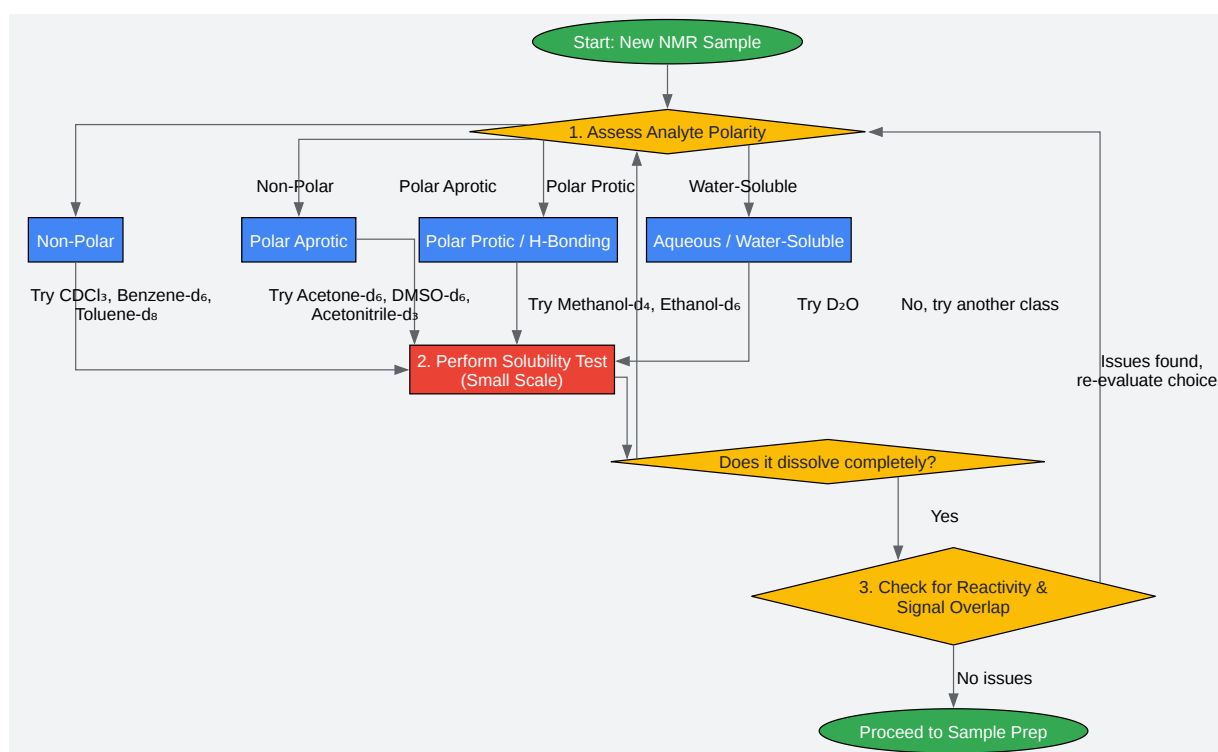 Start: New NMR Sample
1. Assess Analyte Polarity
Non-Polar
Polar Aprotic
Polar Protic
Water-Soluble
Non-Polar
Polar Aprotic
Polar Protic / H-Bonding
Aqueous / Water-Soluble
Try CDCl₃, Benzene-d₆,
Toluene-d₈
Try Acetone-d₆, DMSO-d₆,
Acetonitrile-d₃
Try Methanol-d₄, Ethanol-d₆
Try D₂O
No, try another class
2. Perform Solubility Test
(Small Scale)
Issues found,
re-evaluate choice
Does it dissolve completely?
Yes
3. Check for Reactivity &
Signal Overlap
No issues
Proceed to Sample Prep